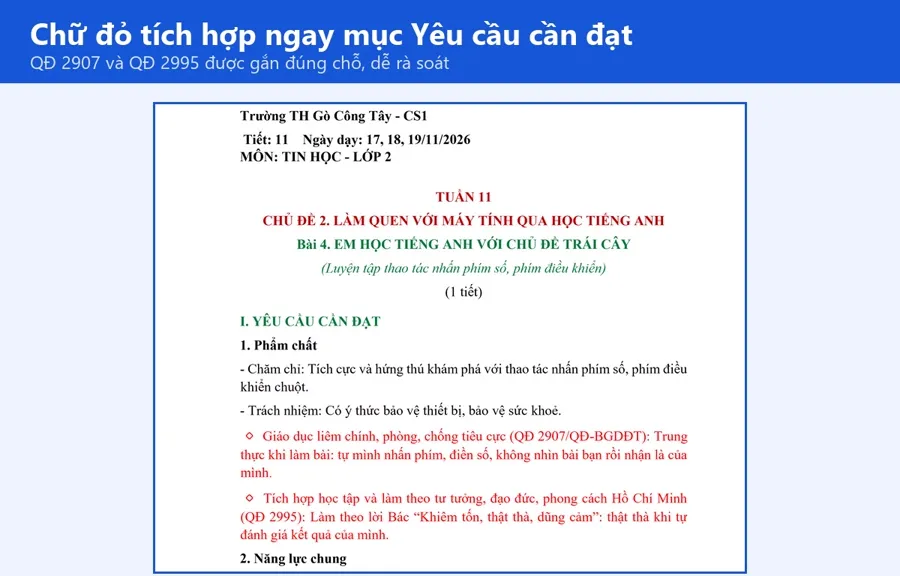 Chữ đỏ tích hợp ngay mục Yêu cầu cần đạt
QĐ 2907 và QĐ 2995 được gắn đúng chỗ, dễ rà soát
Trường TH Gò Công Tây - CS1
Tiết: 11 Ngày dạy: 17, 18, 19/11/2026
MÔN: TIN HỌC - LỚP 2
TUẦN 11
CHỦ ĐỀ 2. LÀM QUEN VỚI MÁY TÍNH QUA HỌC TIẾNG ANH
Bài 4. EM HỌC TIẾNG ANH VỚI CHỦ ĐỀ TRÁI CÂY
(Luyện tập thao tác nhấn phím số, phím điều khiển)
(1 tiết)
I. YÊU CẦU CẦN ĐẠT
1. Phẩm chất
- Chăm chỉ: Tích cực và hứng thú khám phá với thao tác nhấn phím số, phím điều
khiển chuột.
- Trách nhiệm: Có ý thức bảo vệ thiết bị, bảo vệ sức khoẻ.
◇ Giáo dục liêm chính, phòng, chống tiêu cực (QĐ 2907/QĐ-BGDĐT): Trung
thực khi làm bài: tự mình nhấn phím, điền số, không nhìn bài bạn rồi nhận là của
mình.
◇ Tích hợp học tập và làm theo tư tưởng, đạo đức, phong cách Hồ Chí Minh
(QĐ 2995): Làm theo lời Bác “Khiêm tốn, thật thà, dũng cảm”: thật thà khi tự
đánh giá kết quả của mình.
2. Năng lực chung